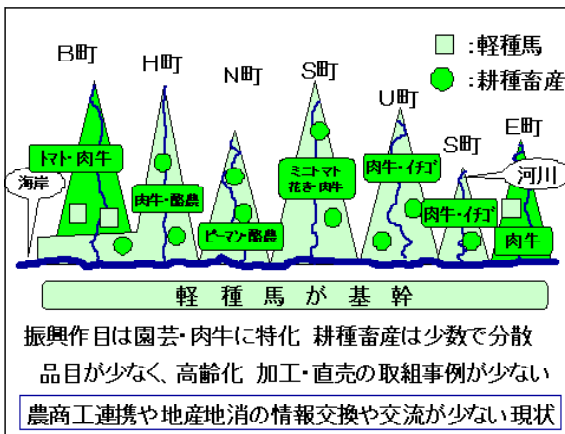 □:軽種馬
●:耕種畜産
B町
H町
N町
S町
U町
S町
E町
トマト・肉牛
肉牛・酪農
ピーマン・酪農
ミニトマト
花き・肉牛
肉牛・イチゴ
肉牛・イチゴ
肉牛
海岸
河川
軽種馬が基幹
振興作目は園芸・肉牛に特化 耕種畜産は少数で分散
品目が少なく、高齢化 加工・直売の取組事例が少ない
農商工連携や地産地消の情報交換や交流が少ない現状